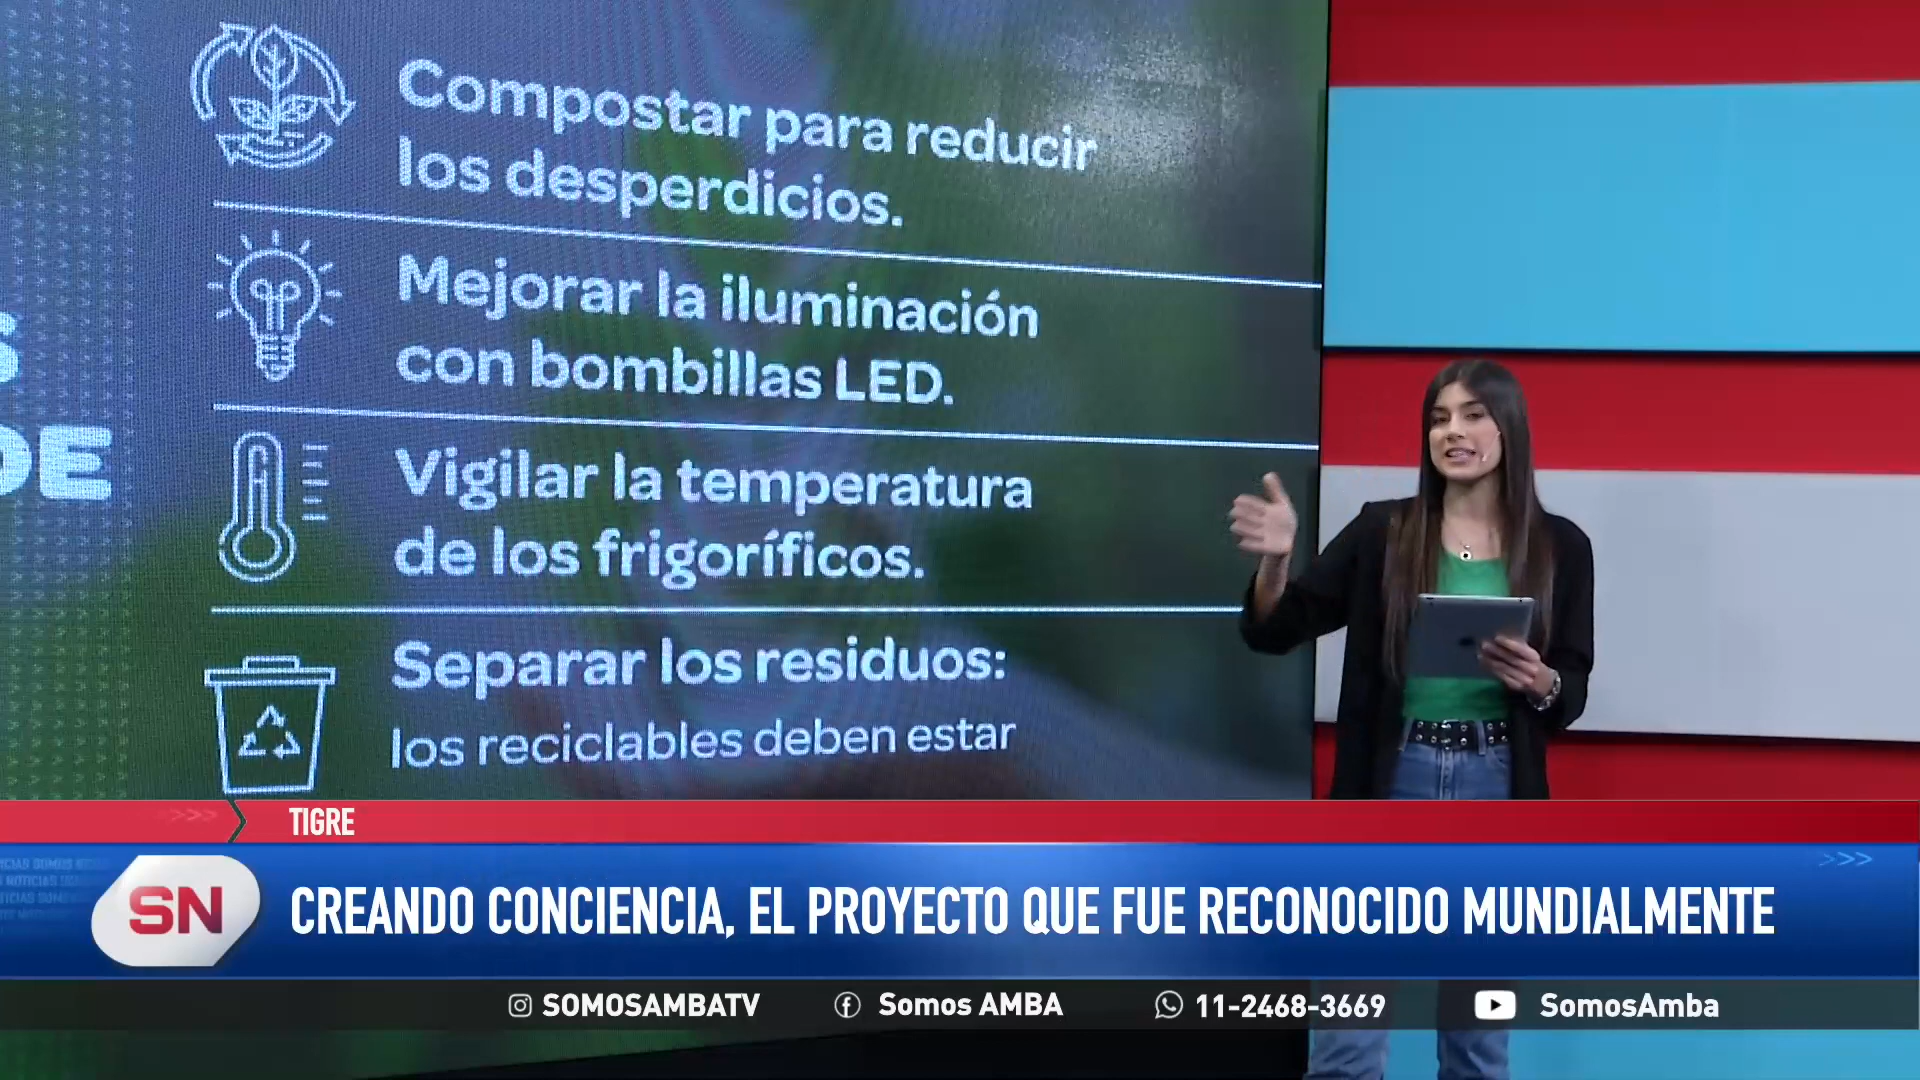 Compostar para reducir
los desperdicios.
Mejorar la iluminación
con bombillas LED.
Vigilar la temperatura
de los frigoríficos.
Separar los residuos:
los reciclables deben estar
S
DE
TIGRE
SN
CREANDO CONCIENCIA, EL PROYECTO QUE FUE RECONOCIDO MUNDIALMENTE
SOMOSAMBATV Somos AMBA 11-2468-3669 SomosAmba